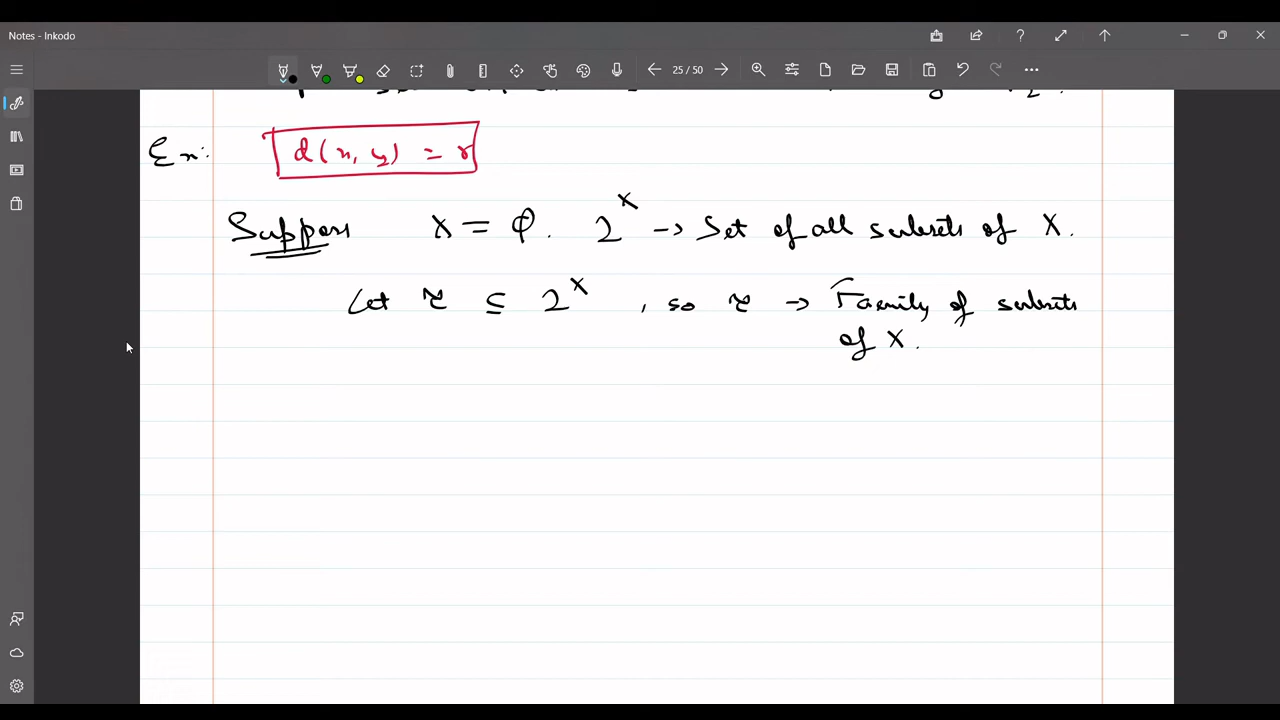 Notes - Inkodo
25 / 50
Ex:
d(x, y) = r
Suppose X = φ. 2^X → Set of all subsets of X.
Let τ ⊆ 2^X, so τ → Family of subsets
of X.